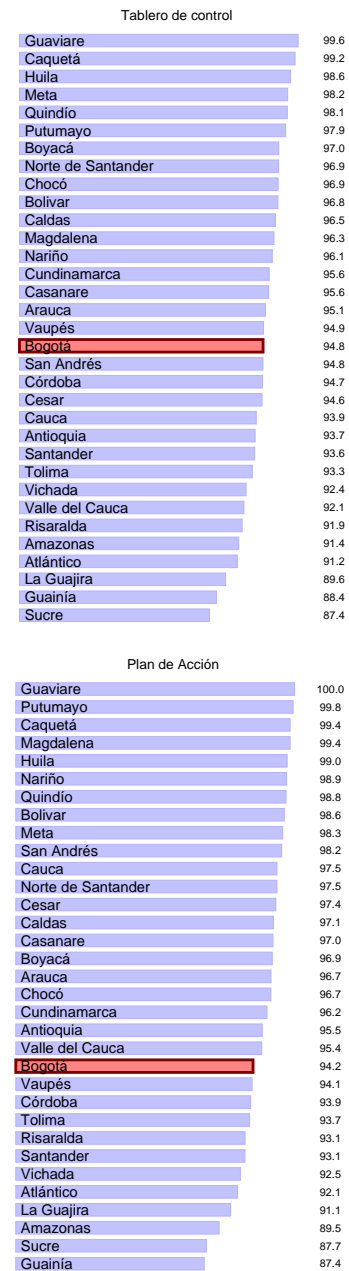 Tablero de control
Guaviare 99.6
Caquetá 99.2
Huila 98.6
Meta 98.2
Quindío 98.1
Putumayo 97.9
Boyacá 97.0
Norte de Santander 96.9
Chocó 96.9
Bolivar 96.8
Caldas 96.5
Magdalena 96.3
Nariño 96.1
Cundinamarca 95.6
Casanare 95.6
Arauca 95.1
Vaupés 94.9
Bogotá 94.8
San Andrés 94.8
Córdoba 94.7
Cesar 94.6
Cauca 93.9
Antioquia 93.7
Santander 93.6
Tolima 93.3
Vichada 92.4
Valle del Cauca 92.1
Risaralda 91.9
Amazonas 91.4
Atlántico 91.2
La Guajira 89.6
Guainía 88.4
Sucre 87.4
Plan de Acción
Guaviare 100.0
Putumayo 99.8
Caquetá 99.4
Magdalena 99.4
Huila 99.0
Nariño 98.9
Quindío 98.8
Bolivar 98.6
Meta 98.3
San Andrés 98.2
Cauca 97.5
Norte de Santander 97.5
Cesar 97.4
Caldas 97.1
Casanare 97.0
Boyacá 96.9
Arauca 96.7
Chocó 96.7
Cundinamarca 96.2
Antioquia 95.5
Valle del Cauca 95.4
Bogotá 94.2
Vaupés 94.1
Córdoba 93.9
Tolima 93.7
Risaralda 93.1
Santander 93.1
Vichada 92.5
Atlántico 92.1
La Guajira 91.1
Amazonas 89.5
Sucre 87.7
Guainía 87.4